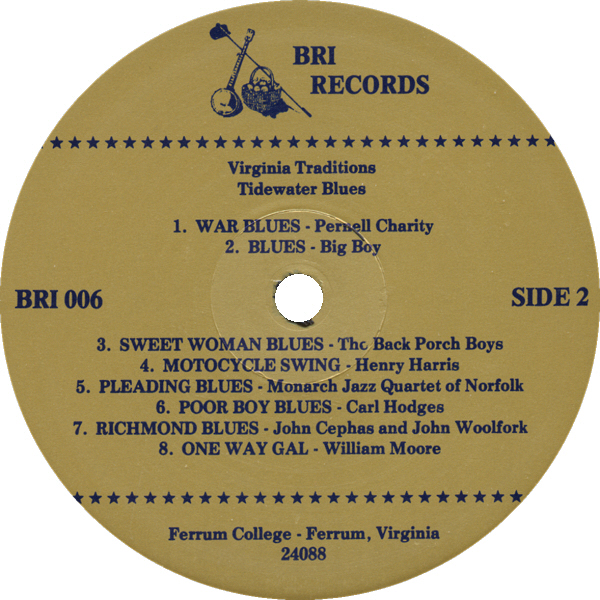 BRI
RECORDS
Virginia Traditions
Tidewater Blues
1. WAR BLUES - Pernell Charity
2. BLUES - Big Boy
BRI 006
SIDE 2
3. SWEET WOMAN BLUES - The Back Porch Boys
4. MOTOCYCLE SWING - Henry Harris
5. PLEADING BLUES - Monarch Jazz Quartet of Norfolk
6. POOR BOY BLUES - Carl Hodges
7. RICHMOND BLUES - John Cephas and John Woolfork
8. ONE WAY GAL - William Moore
Ferrum College - Ferrum, Virginia
24088